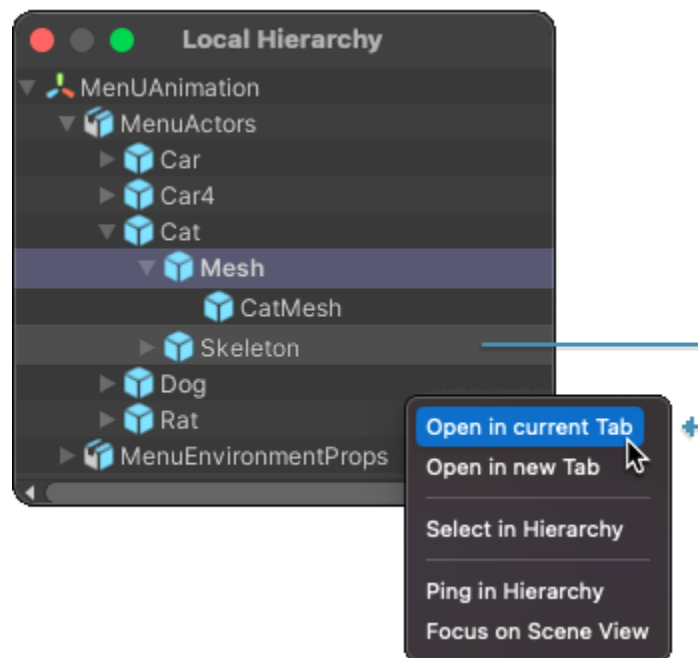 Local Hierarchy
MenUAnimation
MenuActors
Car
Car4
Cat
Mesh
CatMesh
Skeleton
Dog
Rat
MenuEnvironmentProps
Open in current Tab
Open in new Tab
Select in Hierarchy
Ping in Hierarchy
Focus on Scene View